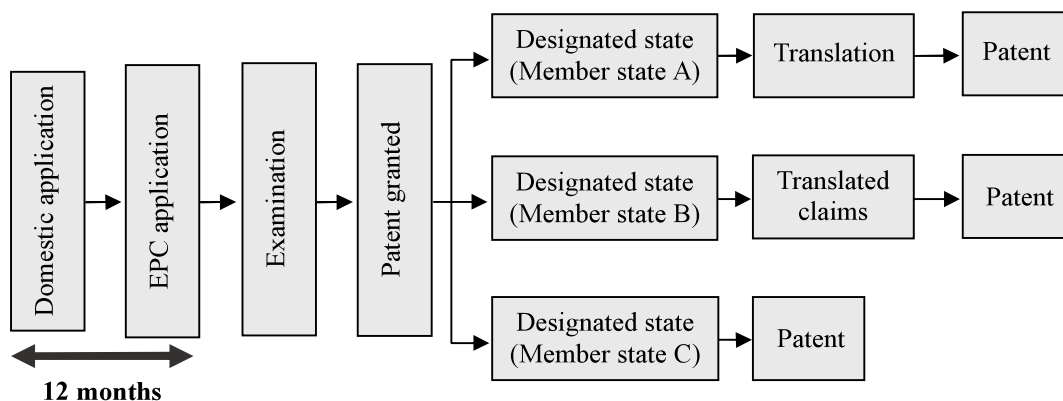 Domestic application
EPC application
Examination
Patent granted
Designated state
(Member state A)
Translation
Patent
Designated state
(Member state B)
Translated
claims
Patent
Designated state
(Member state C)
Patent
12 months